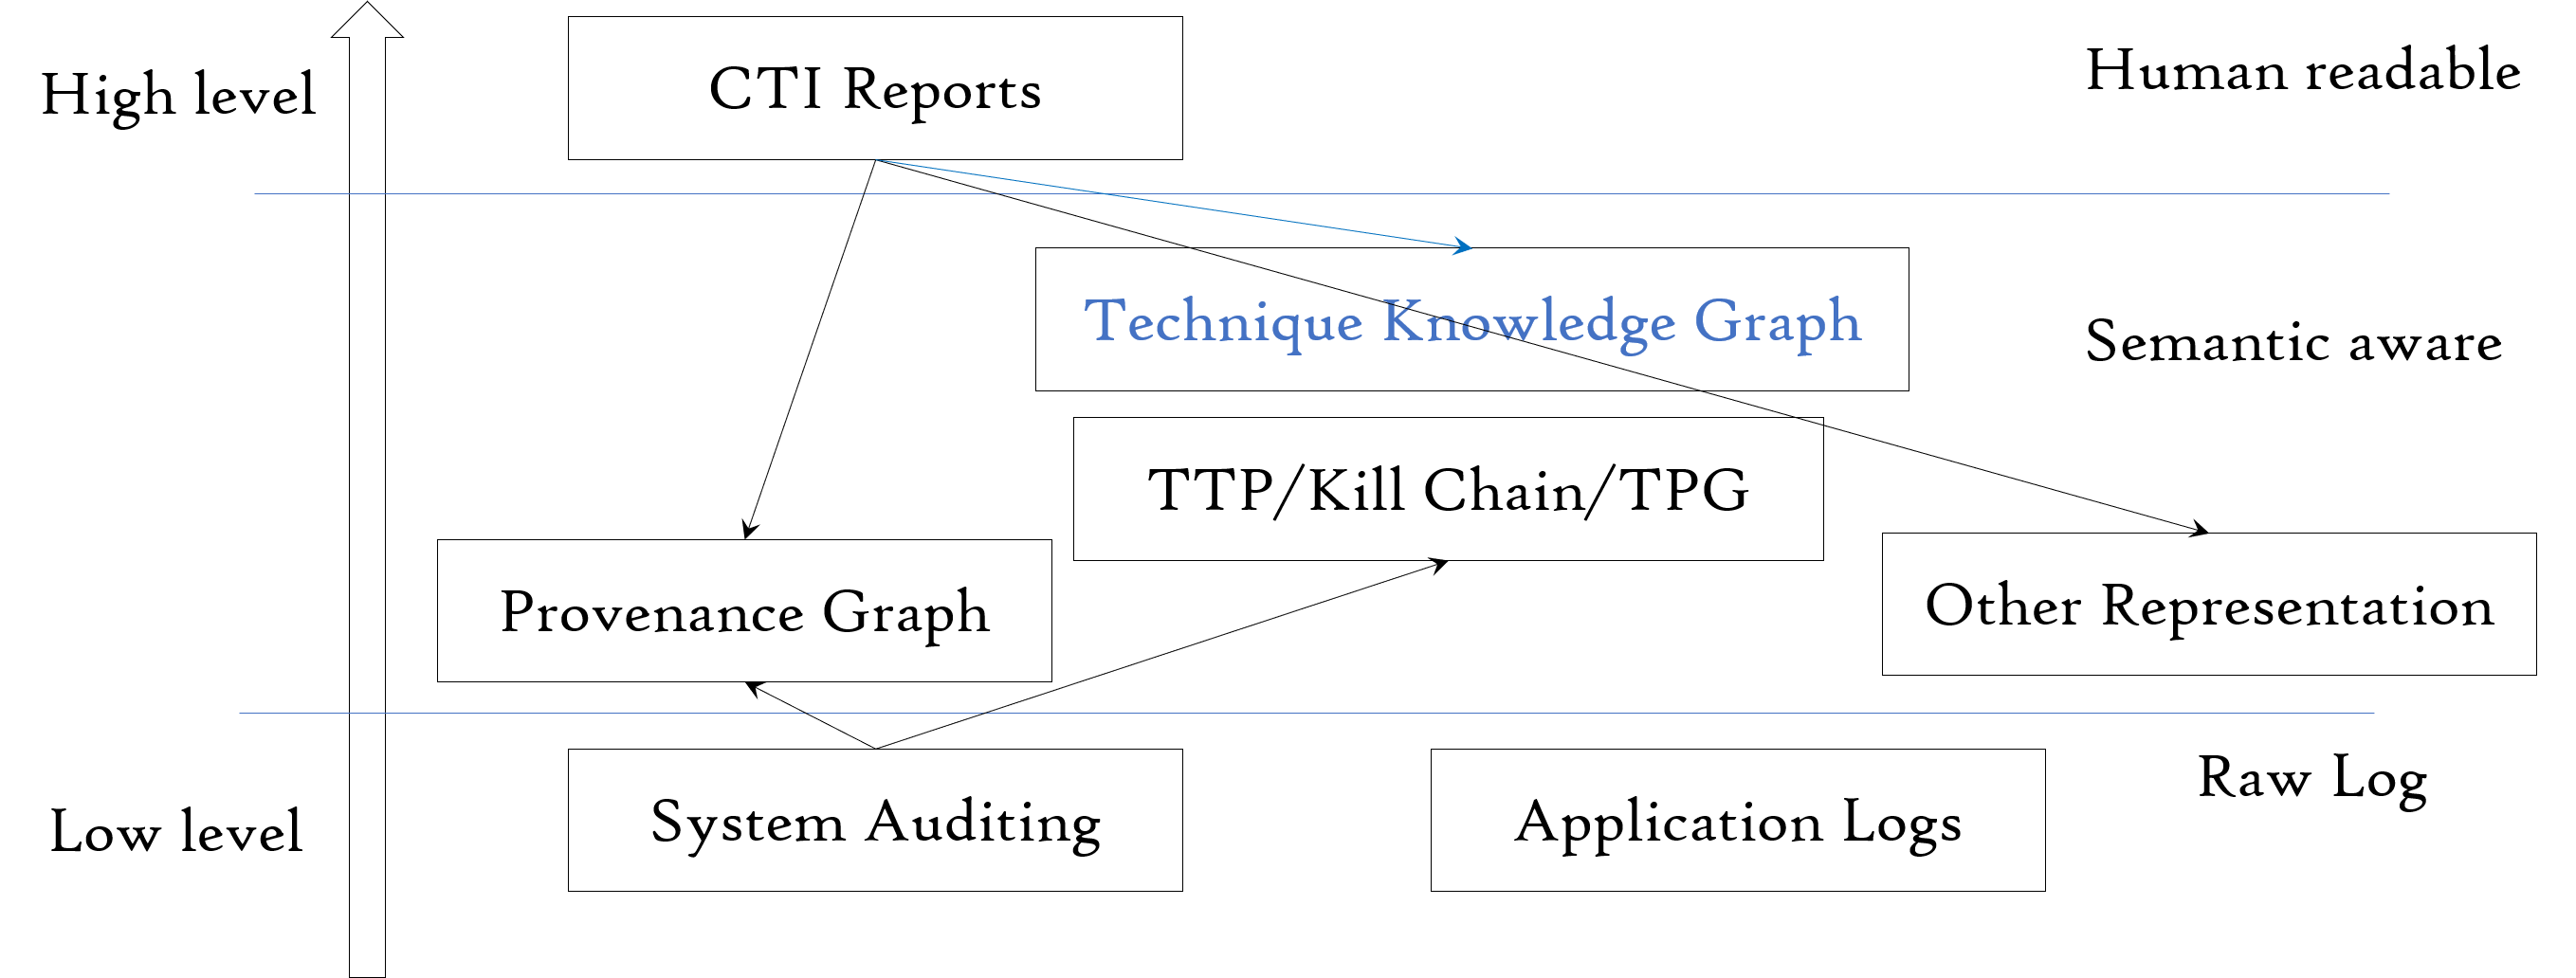 High level
CTI Reports
Human readable
Technique Knowledge Graph
Semantic aware
TTP/Kill Chain/TPG
Provenance Graph
Other Representation
Low level
System Auditing
Application Logs
Raw Log